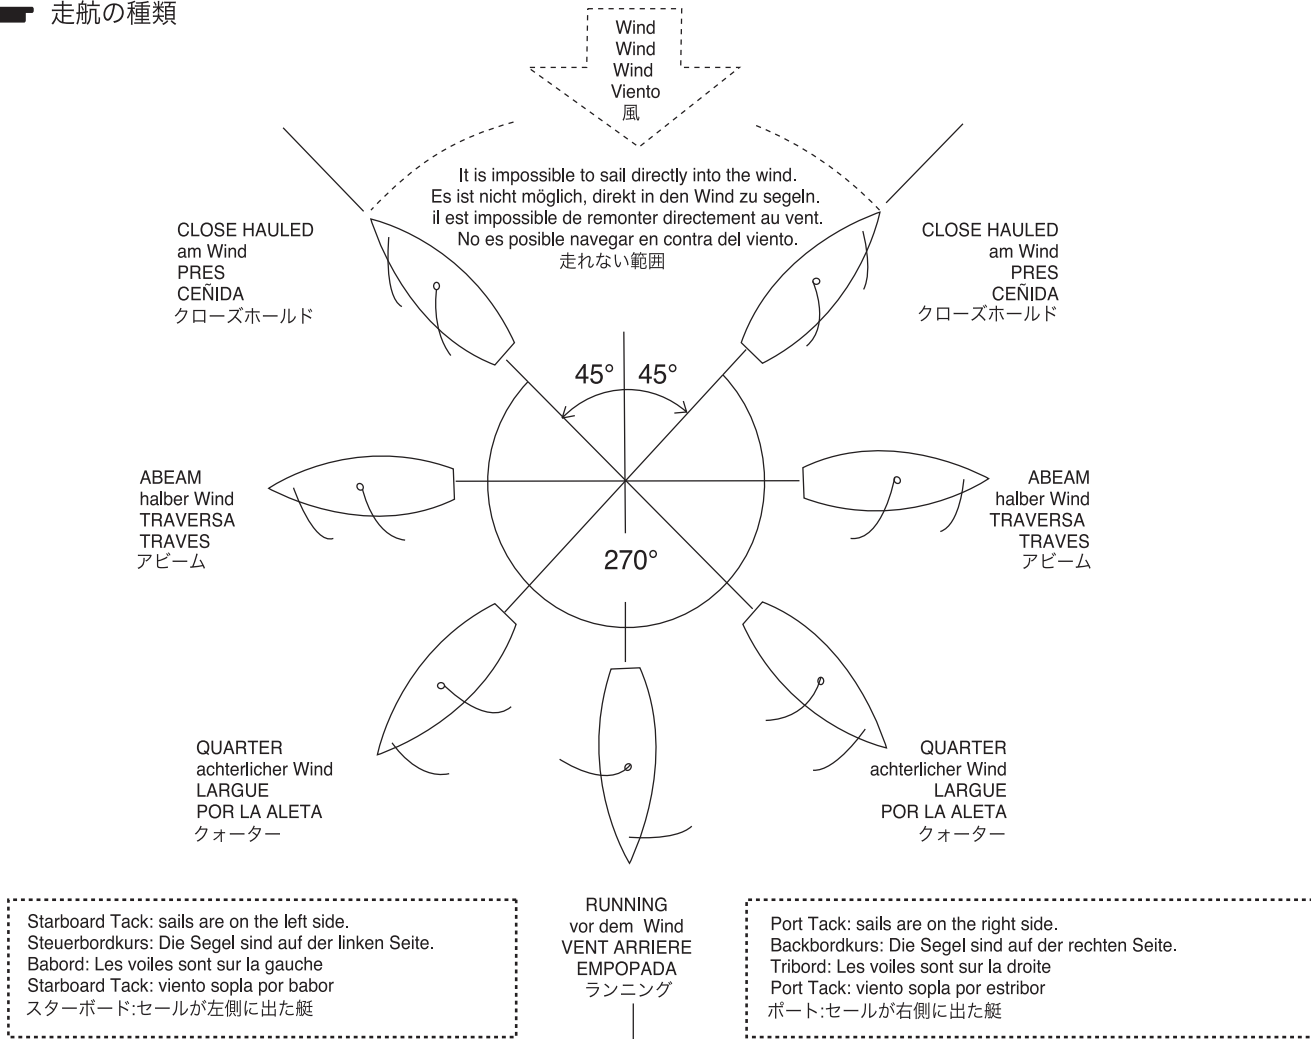 走航の種類
Wind
Wind
Wind
Viento
風
It is impossible to sail directly into the wind.
Es ist nicht möglich, direkt in den Wind zu segeln.
il est impossible de remonter directement au vent.
No es posible navegar en contra del viento.
走れない範囲
CLOSE HAULED
am Wind
PRES
CEÑIDA
クローズホールド
CLOSE HAULED
am Wind
PRES
CEÑIDA
クローズホールド
45° 45°
ABEAM
halber Wind
TRAVERSA
TRAVES
アビーム
ABEAM
halber Wind
TRAVERSA
TRAVES
アビーム
270°
QUARTER
achterlicher Wind
LARGUE
POR LA ALETA
クォーター
QUARTER
achterlicher Wind
LARGUE
POR LA ALETA
クォーター
RUNNING
vor dem Wind
VENT ARRIERE
EMPOPADA
ランニング
Starboard Tack: sails are on the left side.
Steuerbordkurs: Die Segel sind auf der linken Seite.
Babord: Les voiles sont sur la gauche
Starboard Tack: viento sopla por babor
スターボード:セールが左側に出た艇
Port Tack: sails are on the right side.
Backbordkurs: Die Segel sind auf der rechten Seite.
Tribord: Les voiles sont sur la droite
Port Tack: viento sopla por estribor
ポート:セールが右側に出た艇